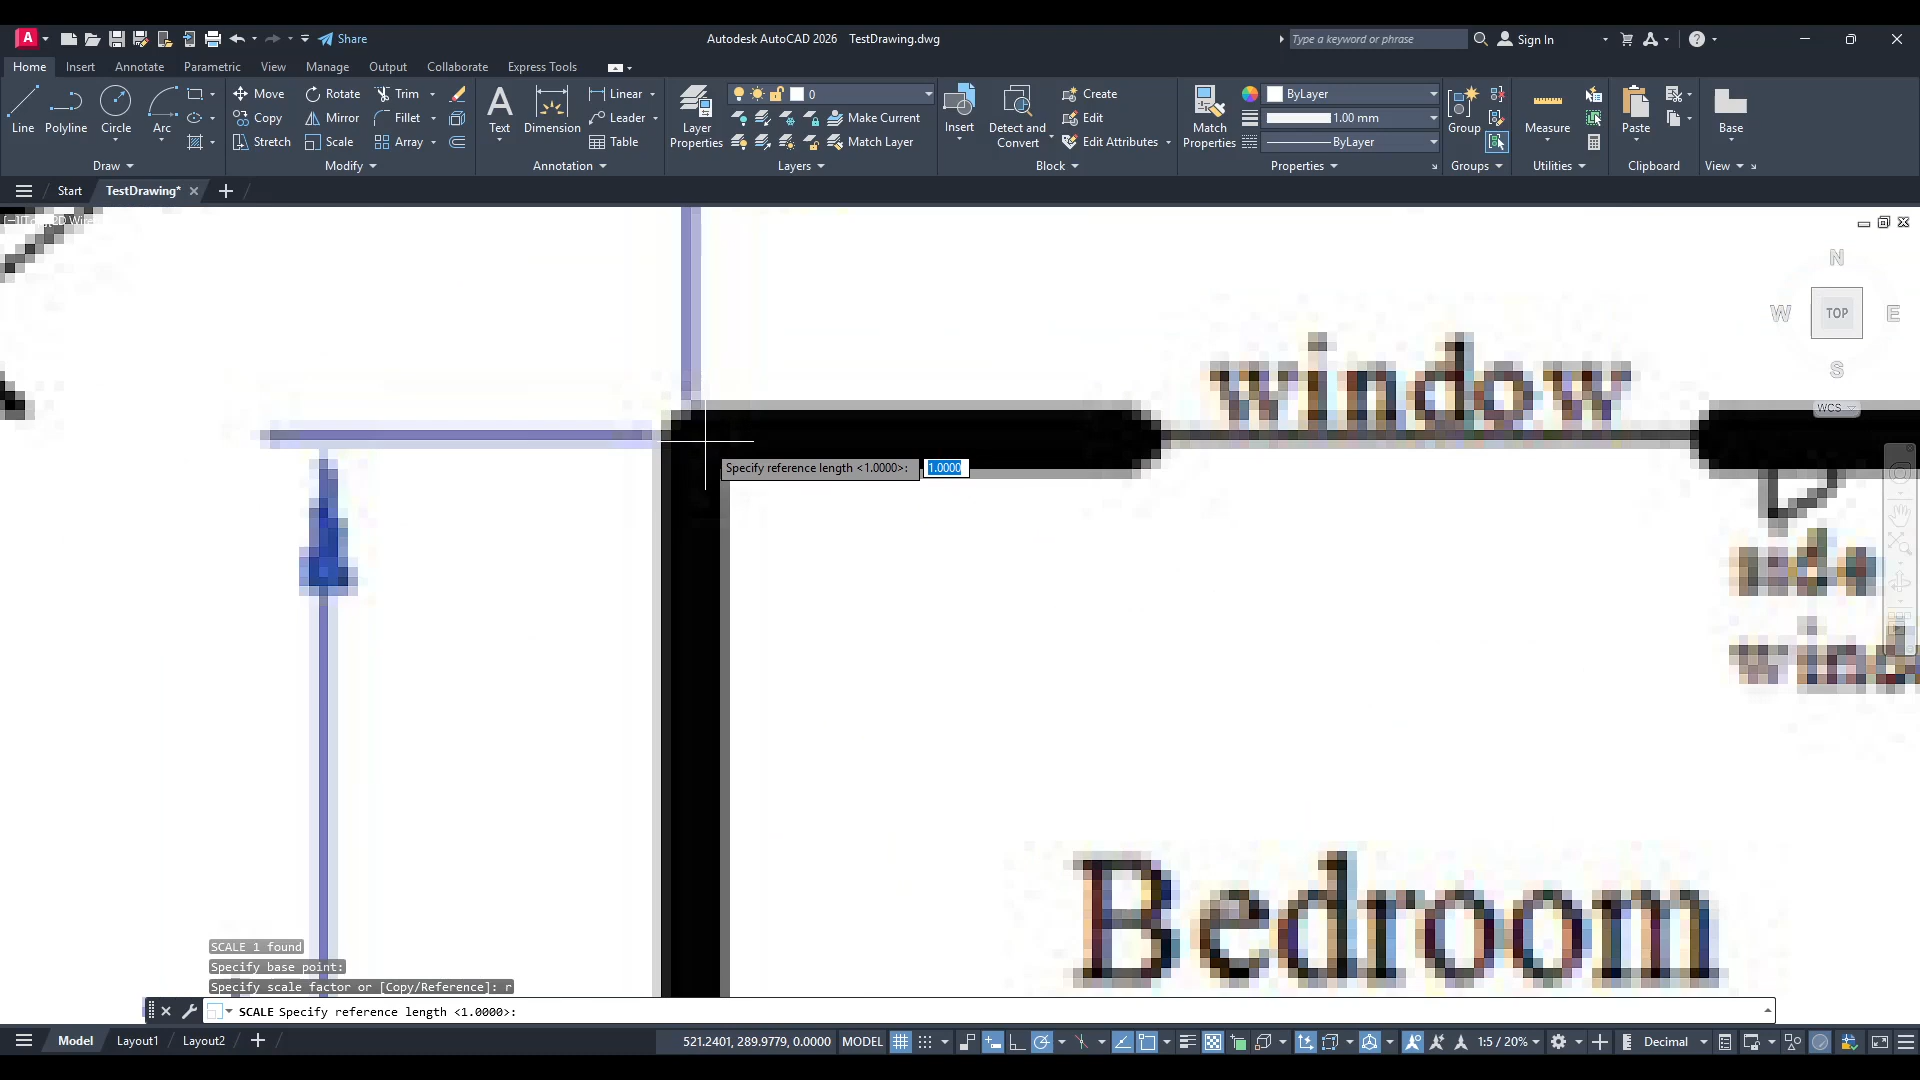 A Share Autodesk AutoCAD 2026 TestDrawing.dwg Type a keyword or phrase Sign In
Home Insert Annotate Parametric View Manage Output Collaborate Express Tools
Line Polyline Circle Arc
Move Rotate Trim
Copy Mirror Fillet
Stretch Scale Array
Text Dimension
Linear
Leader
Table
Layer Properties
0
Make Current
Match Layer
Insert
Detect and Convert
Create
Edit
Edit Attributes
Match Properties
ByLayer
1.00 mm
ByLayer
Group
Measure
Paste
Base
Draw Modify Annotation Layers Block Properties Groups Utilities Clipboard View
Start TestDrawing*
N
W TOP E
S
WCS
window
Specify reference length <1.0000>: 1.0000
Bedroom
SCALE 1 found
Specify base point:
Specify scale factor or [Copy/Reference]: r
SCALE Specify reference length <1.0000>:
Model Layout1 Layout2 521.2401, 289.9779, 0.0000 MODEL 1:5 / 20% Decimal